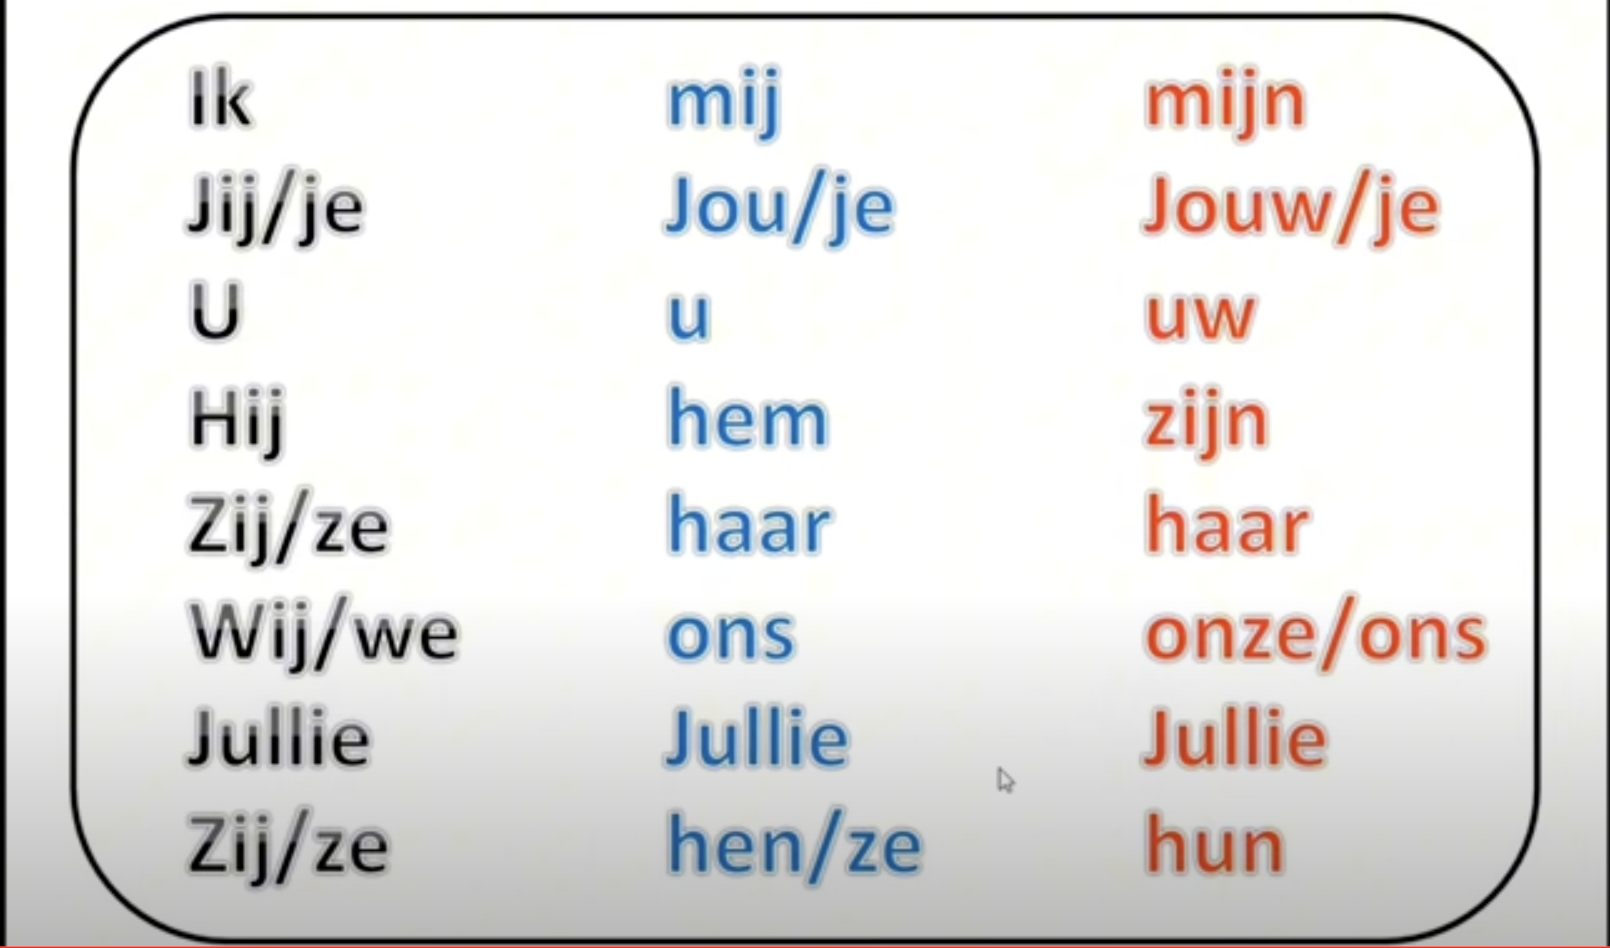 Ik mij mijn
Jij/je Jou/je Jouw/je
U u uw
Hij hem zijn
Zij/ze haar haar
Wij/we ons onze/ons
Jullie Jullie Jullie
Zij/ze hen/ze hun